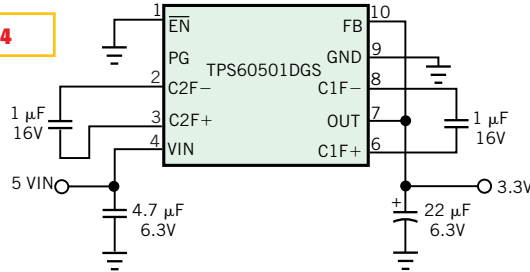 4
1
EN
PG
2
C2F−
3
C2F+
4
VIN
TPS60501DGS
10
FB
9
GND
8
C1F−
7
OUT
6
C1F+
1 µF
16V
1 µF
16V
5 VIN
4.7 µF
6.3V
+
22 µF
6.3V
3.3V